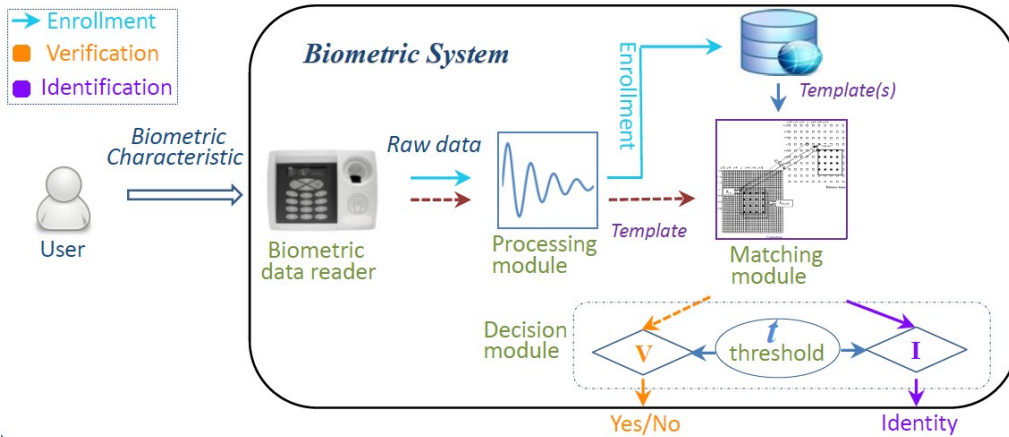 Enrollment
Verification
Identification
Biometric System
Enrollment
Template(s)
Biometric
Characteristic
Raw data
User
Biometric
data reader
Processing
module
Template
Matching
module
Decision
module
V
t
threshold
I
Yes/No
Identity